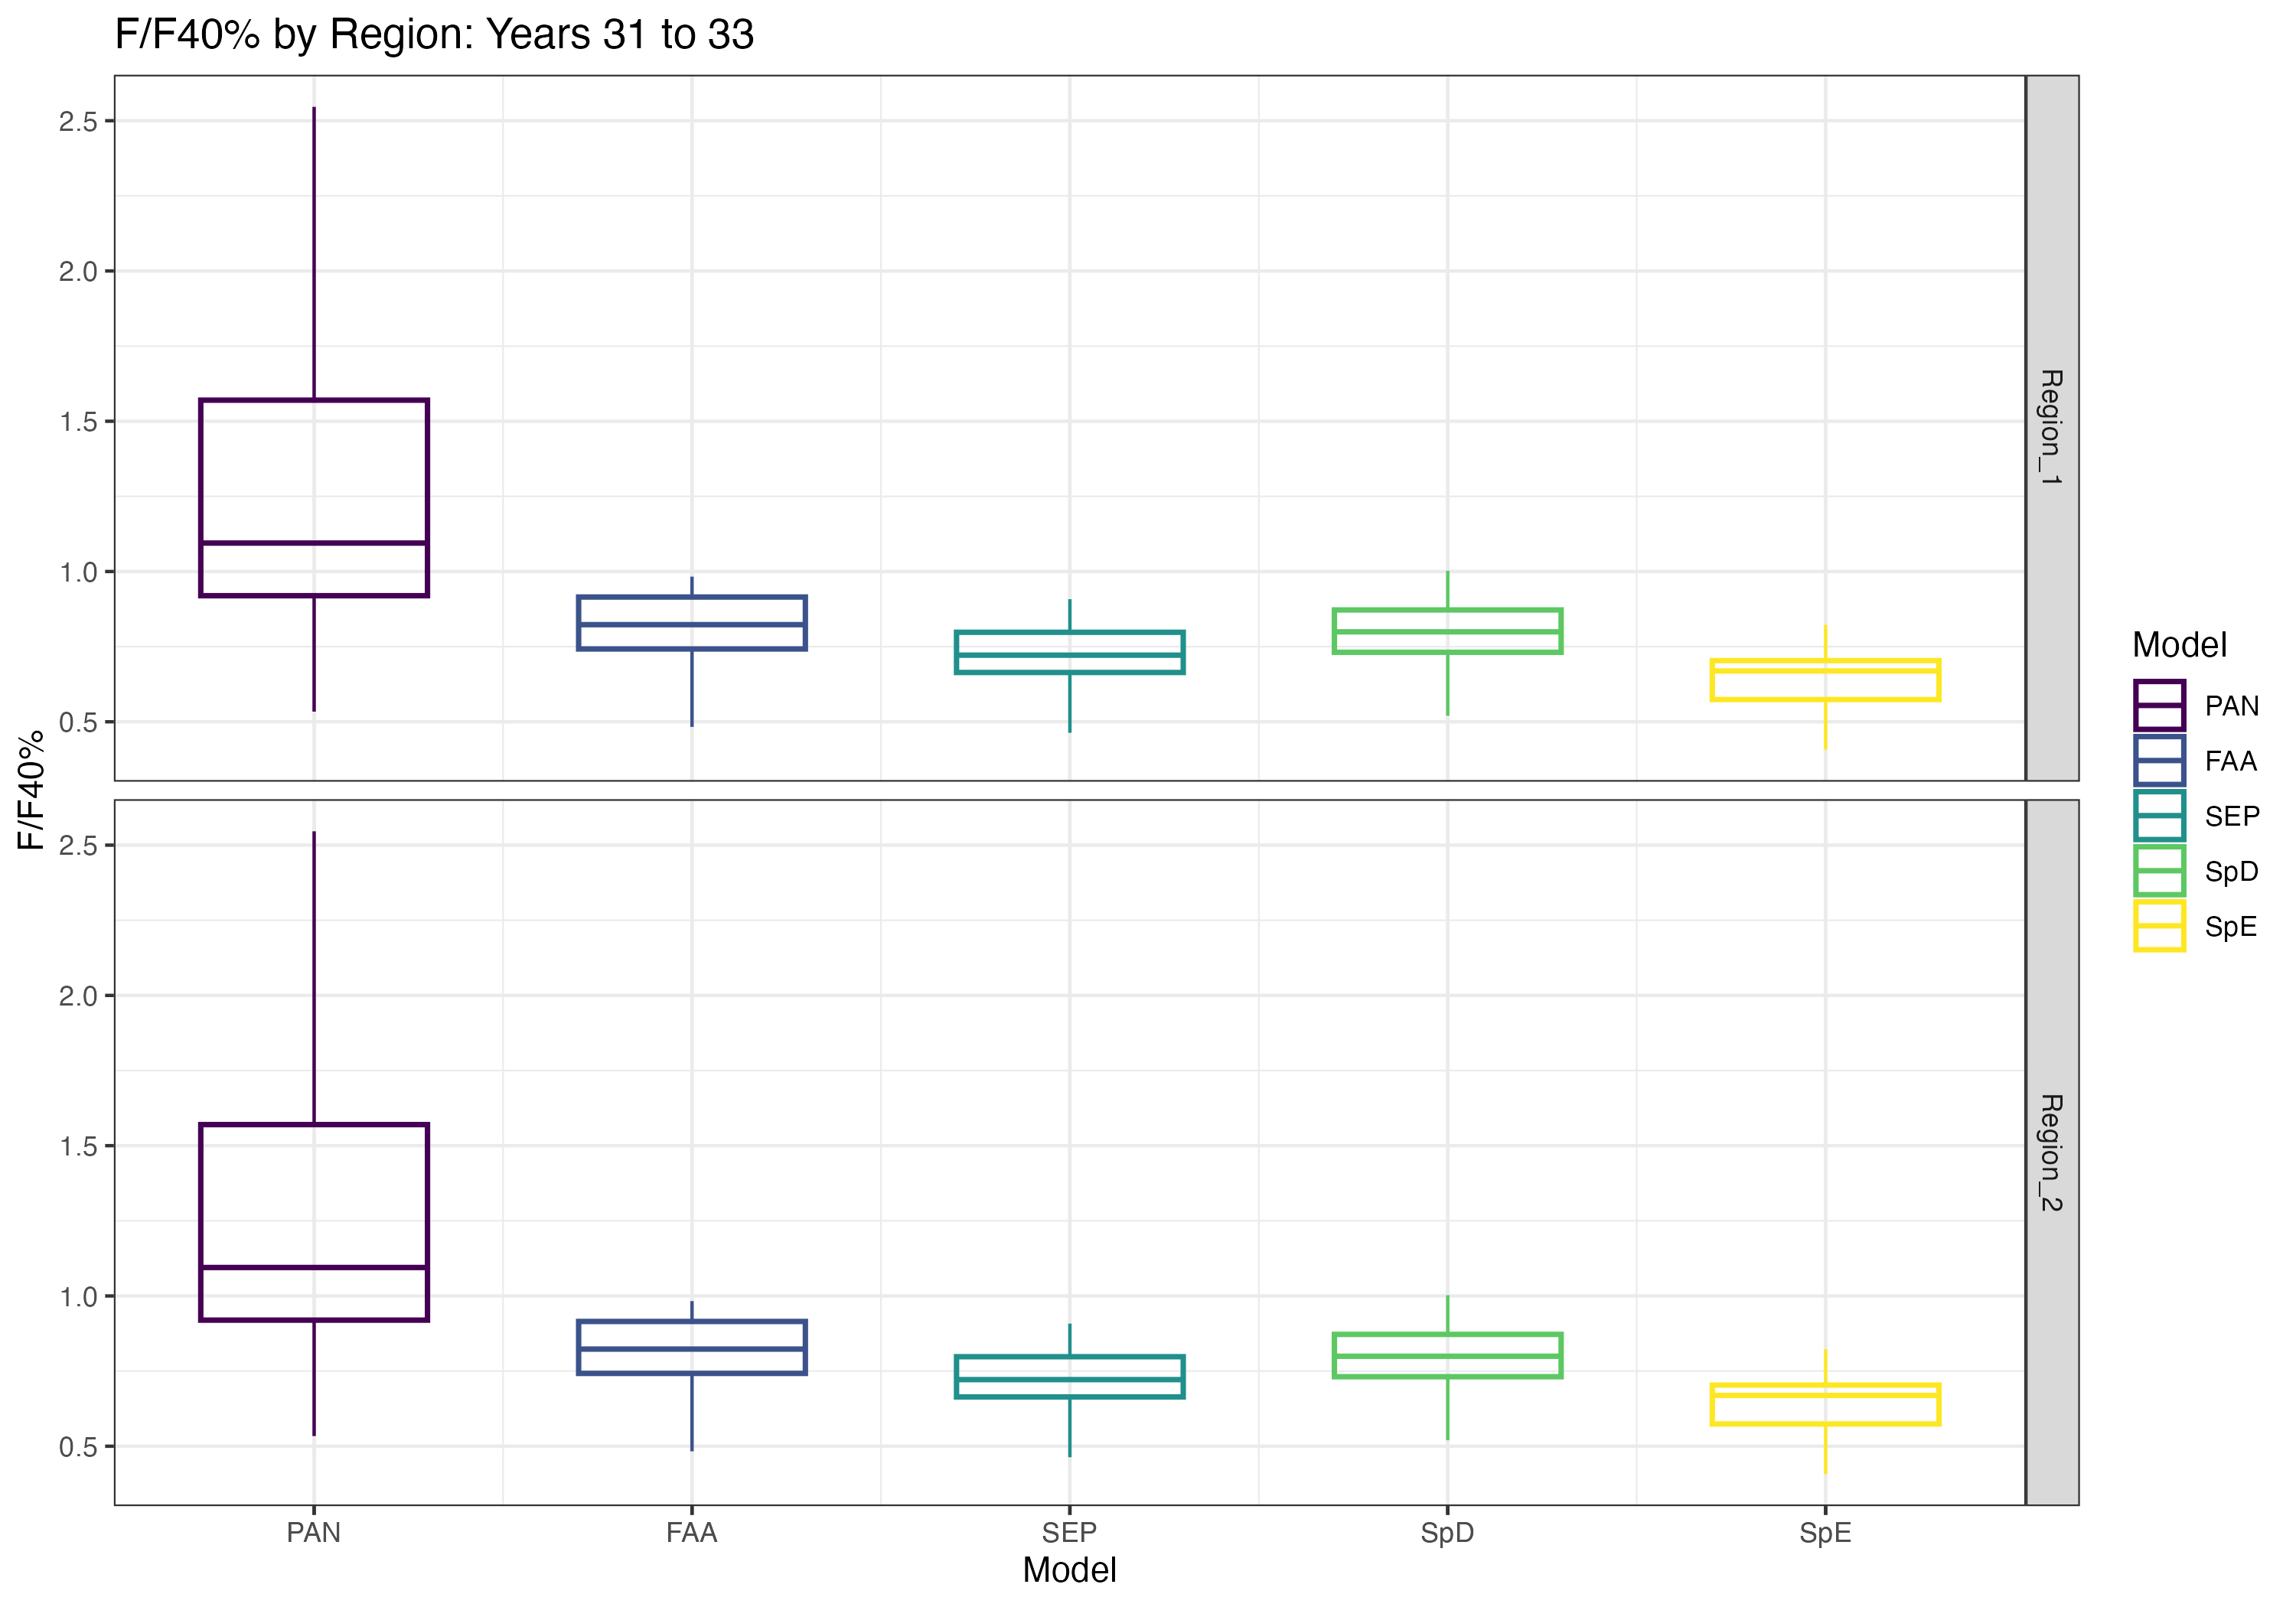 F/F40% by Region: Years 31 to 33
F/F40%
2.5
2.0
1.5
1.0
0.5
Region_1
2.5
2.0
1.5
1.0
0.5
Region_2
PAN
FAA
SEP
SpD
SpE
Model
Model
PAN
FAA
SEP
SpD
SpE